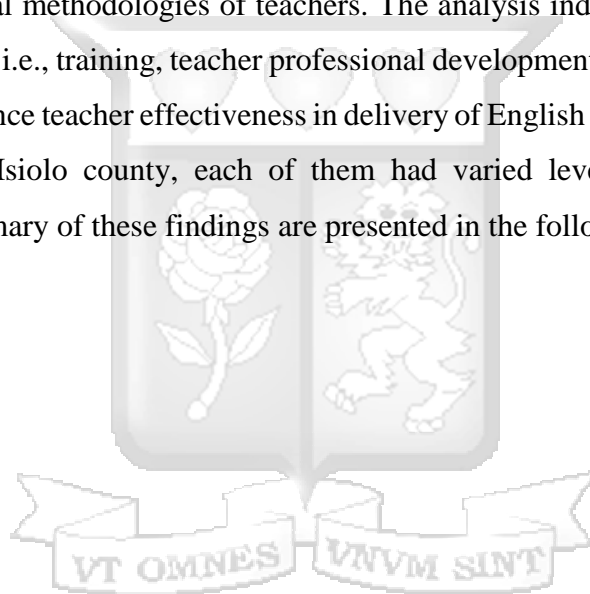 al methodologies of teachers. The analysis ind
i.e., training, teacher professional development
nce teacher effectiveness in delivery of English
Isiolo county, each of them had varied leve
nary of these findings are presented in the follo
VT OMNES VNVM SINT